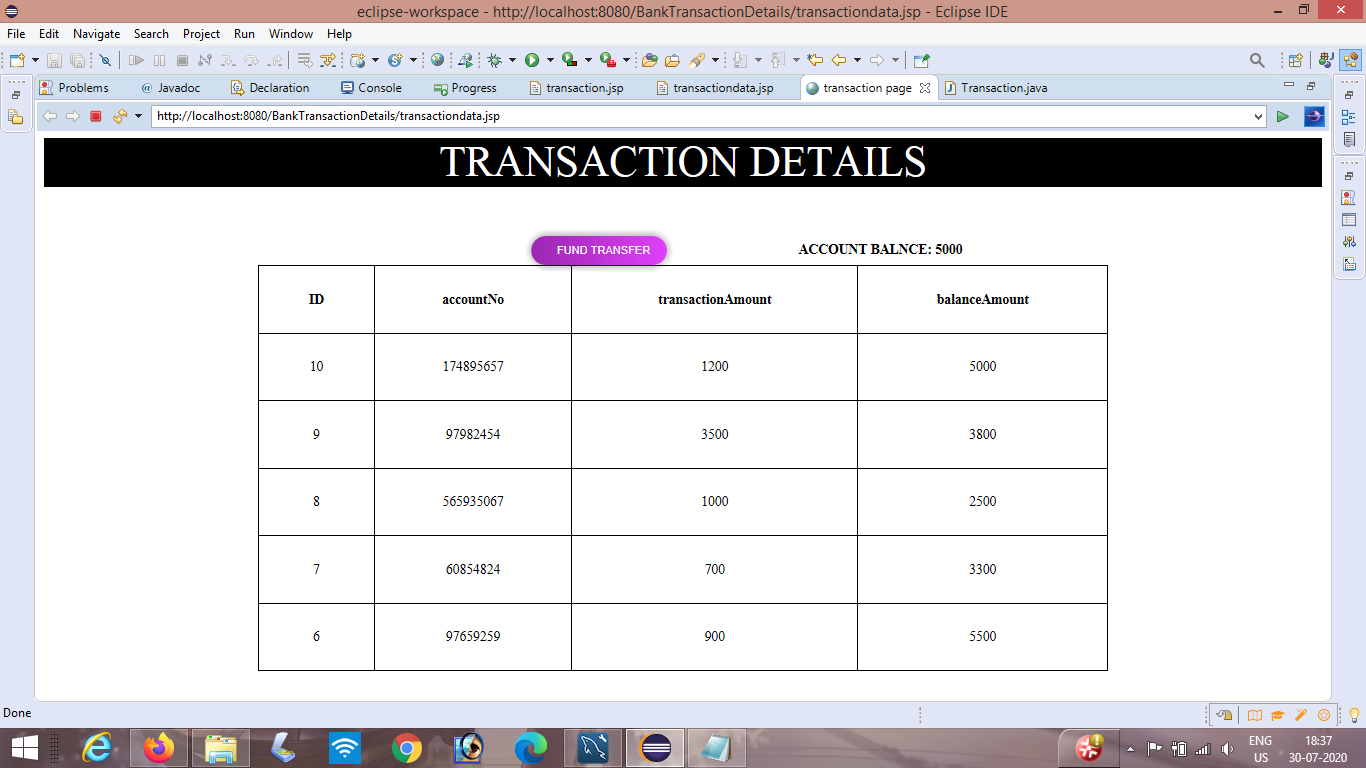 eclipse-workspace - http://localhost:8080/BankTransactionDetails/transactiondata.jsp - Eclipse IDE
File Edit Navigate Search Project Run Window Help
Problems Javadoc Declaration Console Progress transaction.jsp transactiondata.jsp transaction page Transaction.java
http://localhost:8080/BankTransactionDetails/transactiondata.jsp
TRANSACTION DETAILS
FUND TRANSFER ACCOUNT BALNCE: 5000
ID accountNo transactionAmount balanceAmount
10 174895657 1200 5000
9 97982454 3500 3800
8 565935067 1000 2500
7 60854824 700 3300
6 97659259 900 5500
Done
ENG 18:37
US 30-07-2020